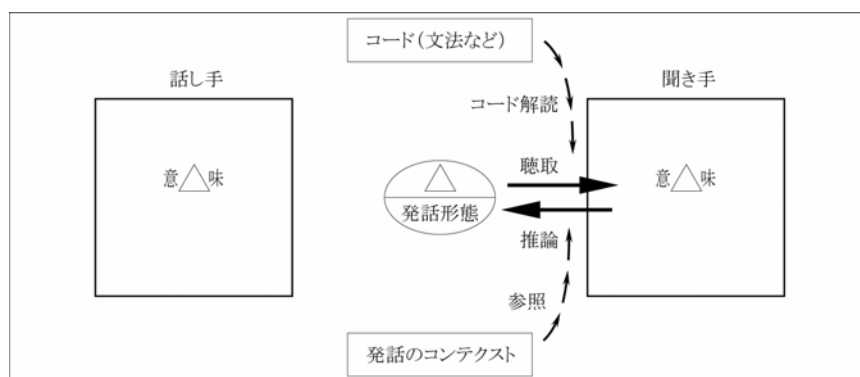 コード（文法など）
話し手
聞き手
コード解読
意 味
聴取
意 味
発話形態
推論
参照
発話のコンテクスト